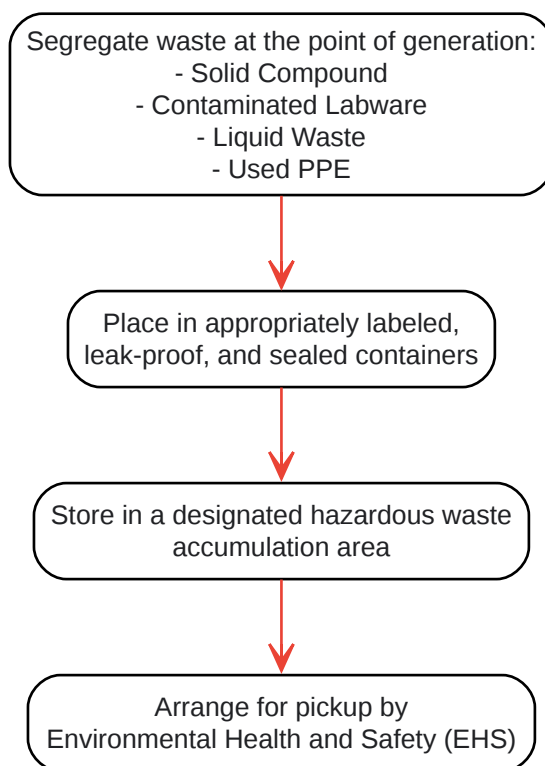 Segregate waste at the point of generation:
- Solid Compound
- Contaminated Labware
- Liquid Waste
- Used PPE
Place in appropriately labeled,
leak-proof, and sealed containers
Store in a designated hazardous waste
accumulation area
Arrange for pickup by
Environmental Health and Safety (EHS)